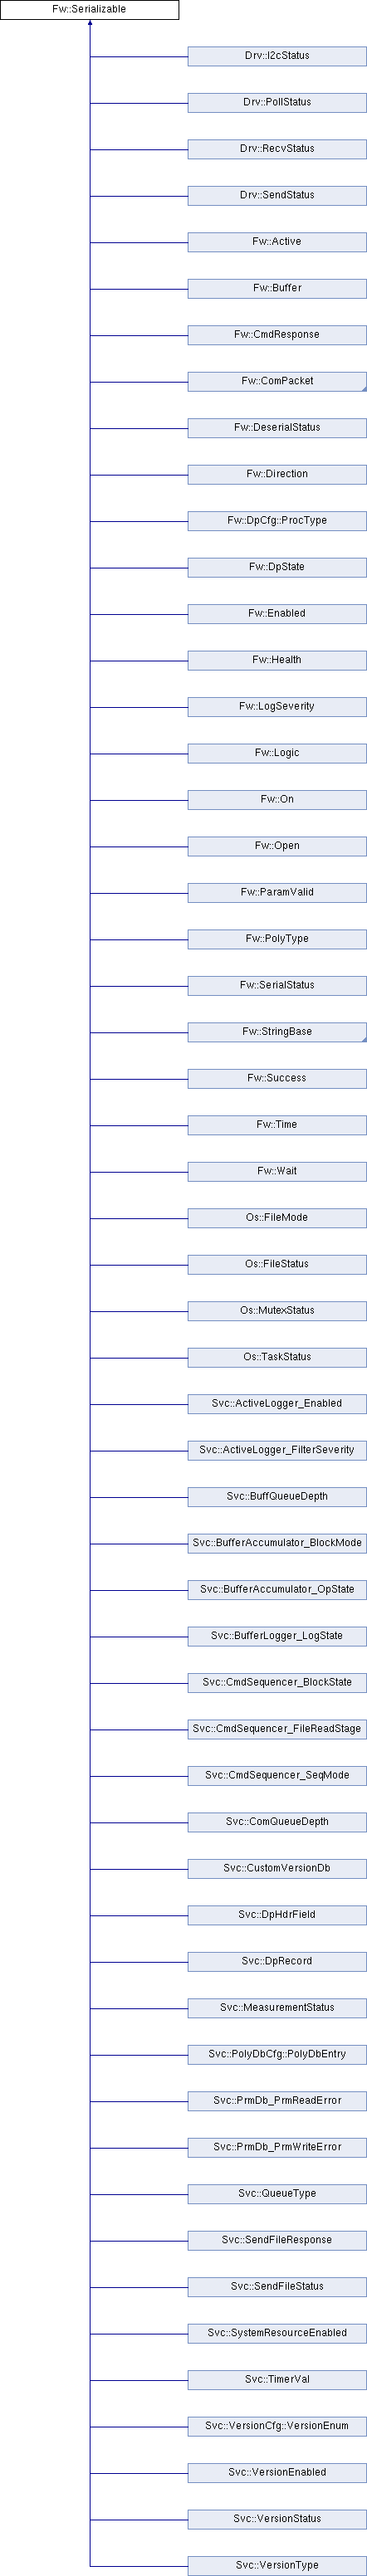 Fw::Serializable
Drv::I2cStatus
Drv::PollStatus
Drv::RecvStatus
Drv::SendStatus
Fw::Active
Fw::Buffer
Fw::CmdResponse
Fw::ComPacket
Fw::DeserialStatus
Fw::Direction
Fw::DpCfg::ProcType
Fw::DpState
Fw::Enabled
Fw::Health
Fw::LogSeverity
Fw::Logic
Fw::On
Fw::Open
Fw::ParamValid
Fw::PolyType
Fw::SerialStatus
Fw::StringBase
Fw::Success
Fw::Time
Fw::Wait
Os::FileMode
Os::FileStatus
Os::MutexStatus
Os::TaskStatus
Svc::ActiveLogger_Enabled
Svc::ActiveLogger_FilterSeverity
Svc::BuffQueueDepth
Svc::BufferAccumulator_BlockMode
Svc::BufferAccumulator_OpState
Svc::BufferLogger_LogState
Svc::CmdSequencer_BlockState
Svc::CmdSequencer_FileReadStage
Svc::CmdSequencer_SeqMode
Svc::ComQueueDepth
Svc::CustomVersionDb
Svc::DpHdrField
Svc::DpRecord
Svc::MeasurementStatus
Svc::PolyDbCfg::PolyDbEntry
Svc::PrmDb_PrmReadError
Svc::PrmDb_PrmWriteError
Svc::QueueType
Svc::SendFileResponse
Svc::SendFileStatus
Svc::SystemResourceEnabled
Svc::TimerVal
Svc::VersionCfg::VersionEnum
Svc::VersionEnabled
Svc::VersionStatus
Svc::VersionType